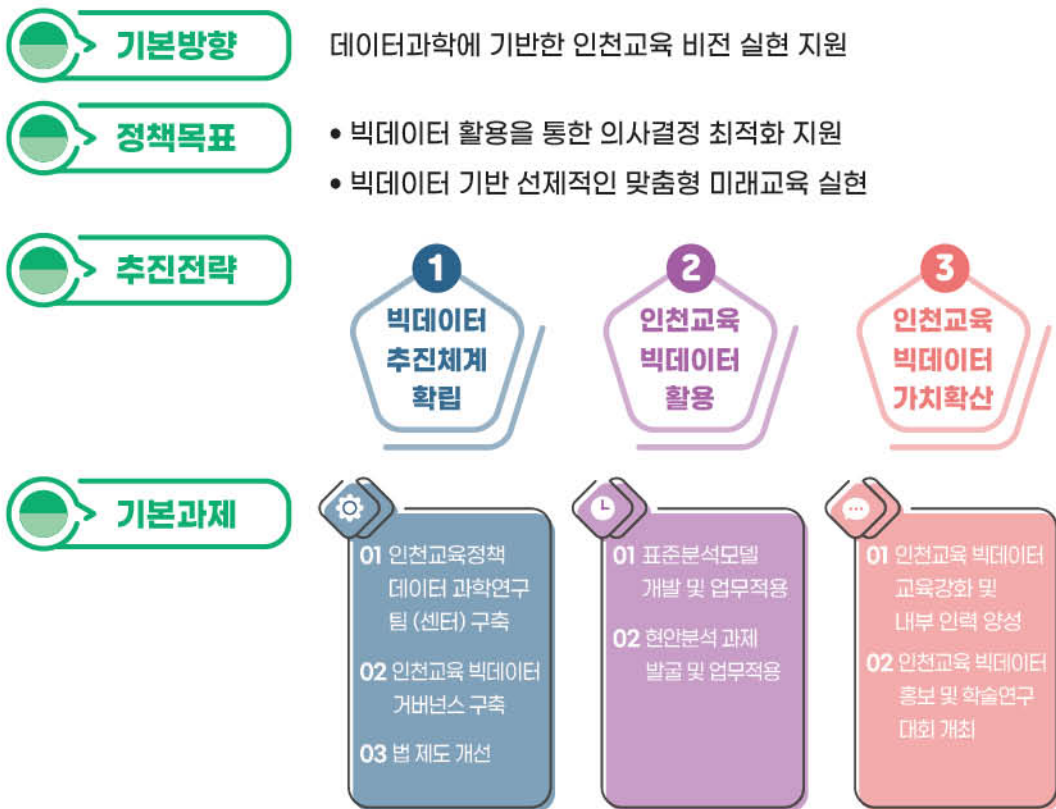 기본방향
데이터과학에 기반한 인천교육 비전 실현 지원
정책목표
• 빅데이터 활용을 통한 의사결정 최적화 지원
• 빅데이터 기반 선제적인 맞춤형 미래교육 실현
추진전략
1
빅데이터
추진체계
확립
2
인천교육
빅데이터
활용
3
인천교육
빅데이터
가치확산
기본과제
01 인천교육정책
데이터 과학연구
팀 (센터) 구축
02 인천교육 빅데이터
거버넌스 구축
03 법 제도 개선
01 표준분석모델
개발 및 업무적용
02 현안분석 과제
발굴 및 업무적용
01 인천교육 빅데이터
교육강화 및
내부 인력 양성
02 인천교육 빅데이터
홍보 및 학술연구
대회 개최